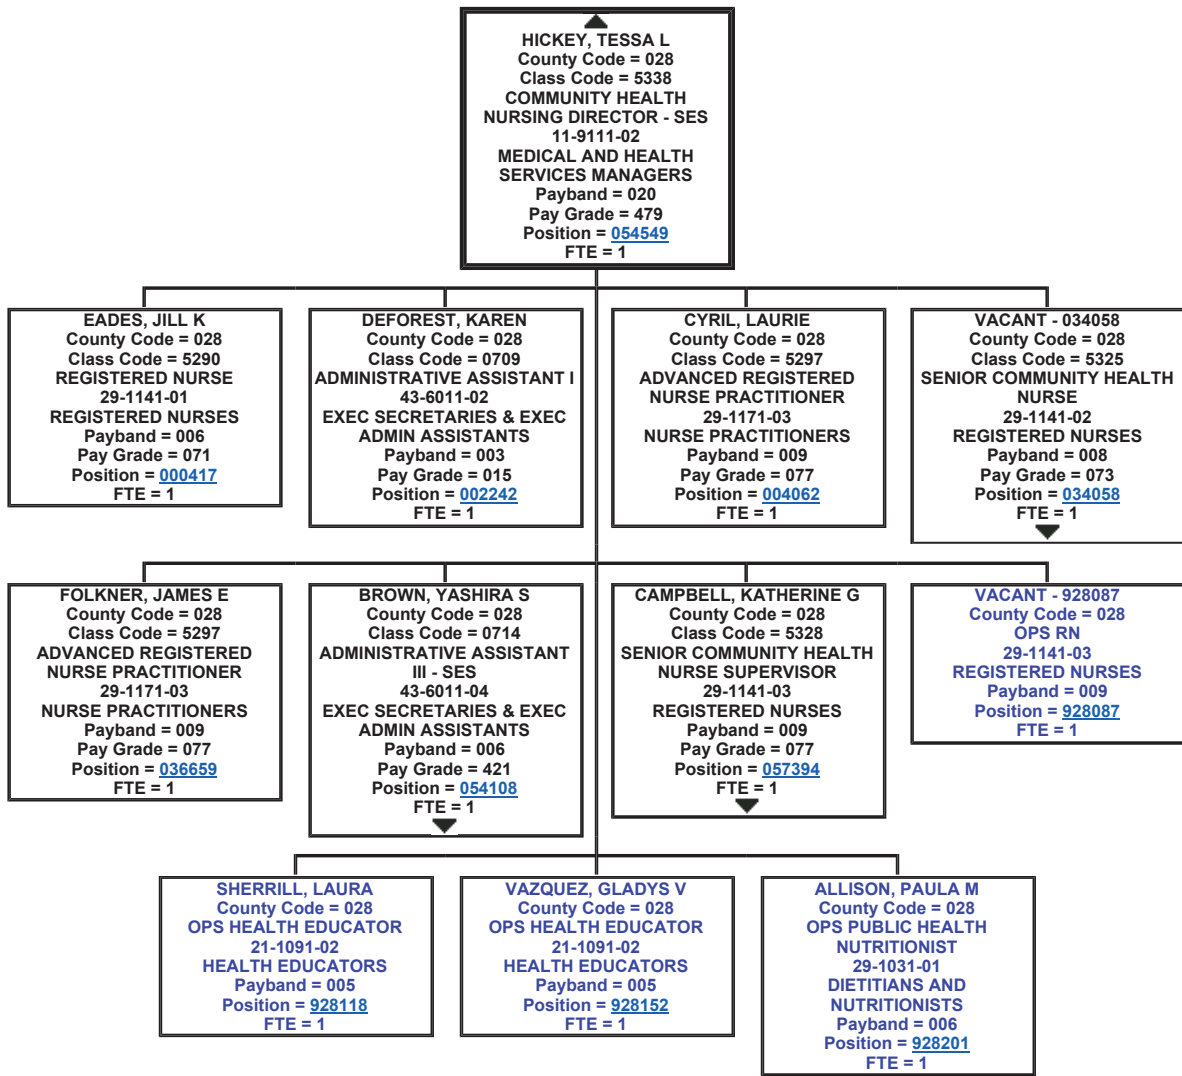 HICKEY, TESSA L
County Code = 028
Class Code = 5338
COMMUNITY HEALTH
NURSING DIRECTOR - SES
11-9111-02
MEDICAL AND HEALTH
SERVICES MANAGERS
Payband = 020
Pay Grade = 479
Position = 054549
FTE = 1
EADES, JILL K
County Code = 028
Class Code = 5290
REGISTERED NURSE
29-1141-01
REGISTERED NURSES
Payband = 006
Pay Grade = 071
Position = 000417
FTE = 1
DEFOREST, KAREN
County Code = 028
Class Code = 0709
ADMINISTRATIVE ASSISTANT I
43-6011-02
EXEC SECRETARIES & EXEC
ADMIN ASSISTANTS
Payband = 003
Pay Grade = 015
Position = 002242
FTE = 1
CYRIL, LAURIE
County Code = 028
Class Code = 5297
ADVANCED REGISTERED
NURSE PRACTITIONER
29-1171-03
NURSE PRACTITIONERS
Payband = 009
Pay Grade = 077
Position = 004062
FTE = 1
VACANT - 034058
County Code = 028
Class Code = 5325
SENIOR COMMUNITY HEALTH
NURSE
29-1141-02
REGISTERED NURSES
Payband = 008
Pay Grade = 073
Position = 034058
FTE = 1
FOLKNER, JAMES E
County Code = 028
Class Code = 5297
ADVANCED REGISTERED
NURSE PRACTITIONER
29-1171-03
NURSE PRACTITIONERS
Payband = 009
Pay Grade = 077
Position = 036659
FTE = 1
BROWN, YASHIRA S
County Code = 028
Class Code = 0714
ADMINISTRATIVE ASSISTANT
III - SES
43-6011-04
EXEC SECRETARIES & EXEC
ADMIN ASSISTANTS
Payband = 006
Pay Grade = 421
Position = 054108
FTE = 1
CAMPBELL, KATHERINE G
County Code = 028
Class Code = 5328
SENIOR COMMUNITY HEALTH
NURSE SUPERVISOR
29-1141-03
REGISTERED NURSES
Payband = 009
Pay Grade = 077
Position = 057394
FTE = 1
VACANT - 928087
County Code = 028
OPS RN
29-1141-03
REGISTERED NURSES
Payband = 009
Position = 928087
FTE = 1
SHERRILL, LAURA
County Code = 028
OPS HEALTH EDUCATOR
21-1091-02
HEALTH EDUCATORS
Payband = 005
Position = 928118
FTE = 1
VAZQUEZ, GLADYS V
County Code = 028
OPS HEALTH EDUCATOR
21-1091-02
HEALTH EDUCATORS
Payband = 005
Position = 928152
FTE = 1
ALLISON, PAULA M
County Code = 028
OPS PUBLIC HEALTH
NUTRITIONIST
29-1031-01
DIETITIANS AND
NUTRITIONISTS
Payband = 006
Position = 928201
FTE = 1